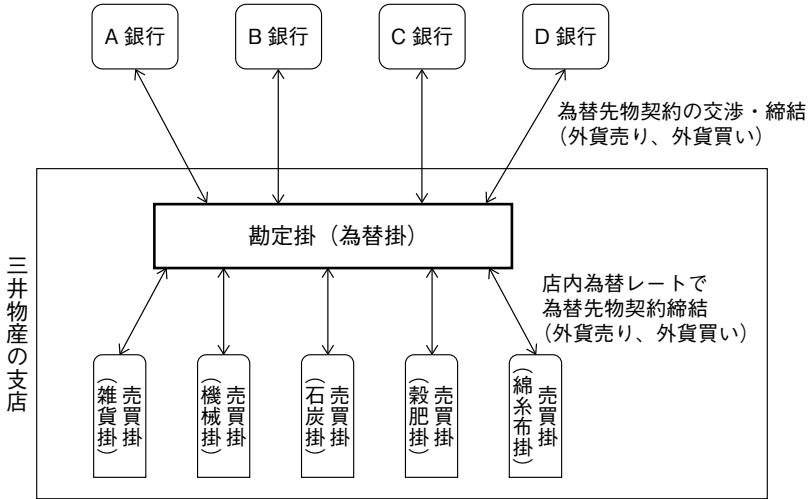 A 銀行
B 銀行
C 銀行
D 銀行
為替先物契約の交渉・締結
（外貨売り、外貨買い）
勘定掛（為替掛）
三井物産の支店
店内為替レートで
為替先物契約締結
（外貨売り、外貨買い）
売買掛
（雑貨掛）
売買掛
（機械掛）
売買掛
（石炭掛）
売買掛
（穀肥掛）
売買掛
（綿糸布掛）